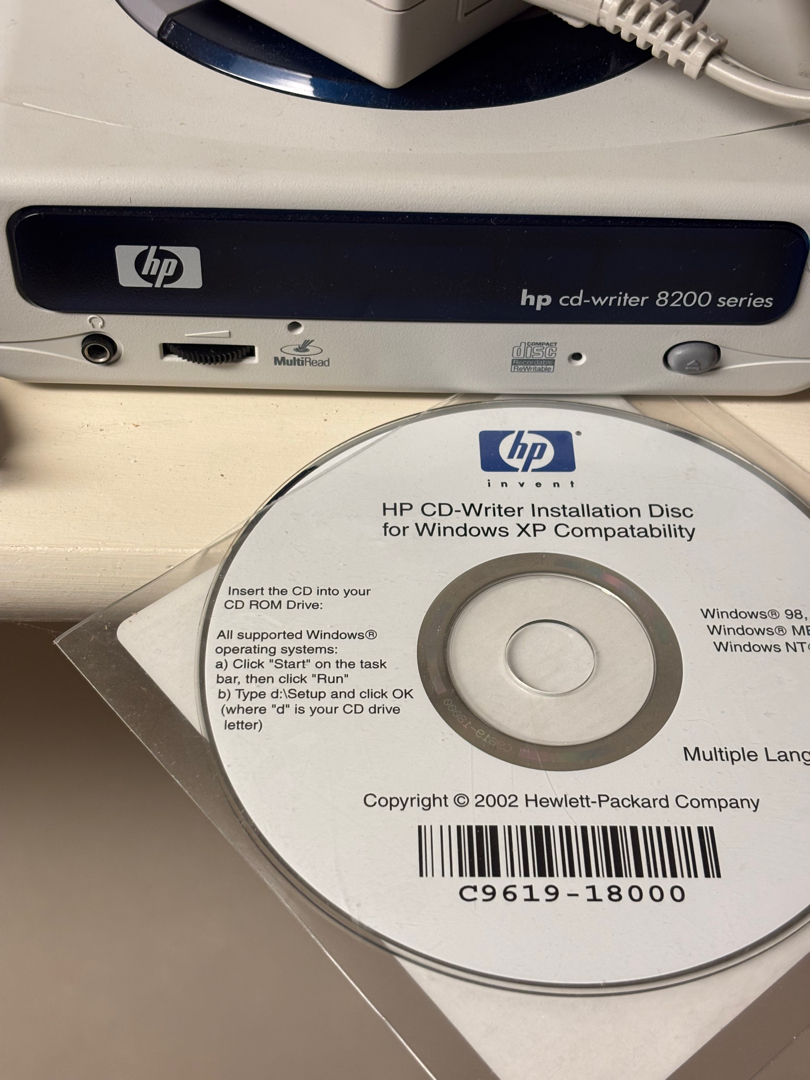 hp
hp cd-writer 8200 series
MultiRead
COMPACT
disc
Recordable
ReWritable
hp
invent
HP CD-Writer Installation Disc
for Windows XP Compatability
Insert the CD into your
CD ROM Drive:
All supported Windows®
operating systems:
a) Click "Start" on the task
bar, then click "Run"
b) Type d:\Setup and click OK
(where "d" is your CD drive
letter)
Windows® 98,
Windows® ME
Windows NT®
Multiple Lang
Copyright © 2002 Hewlett-Packard Company
C9619-18000